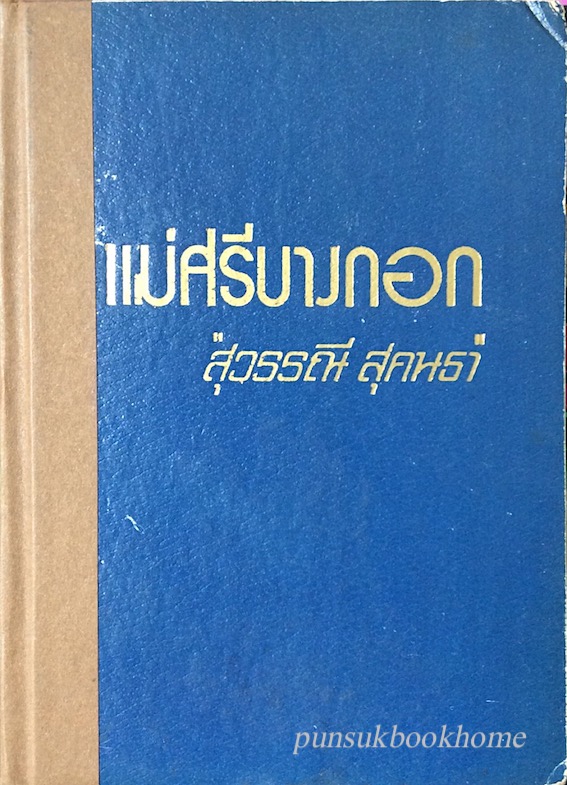 แม่ศรีบางกอก
"สุวรรณี สุคนธา"
punsukbookhome